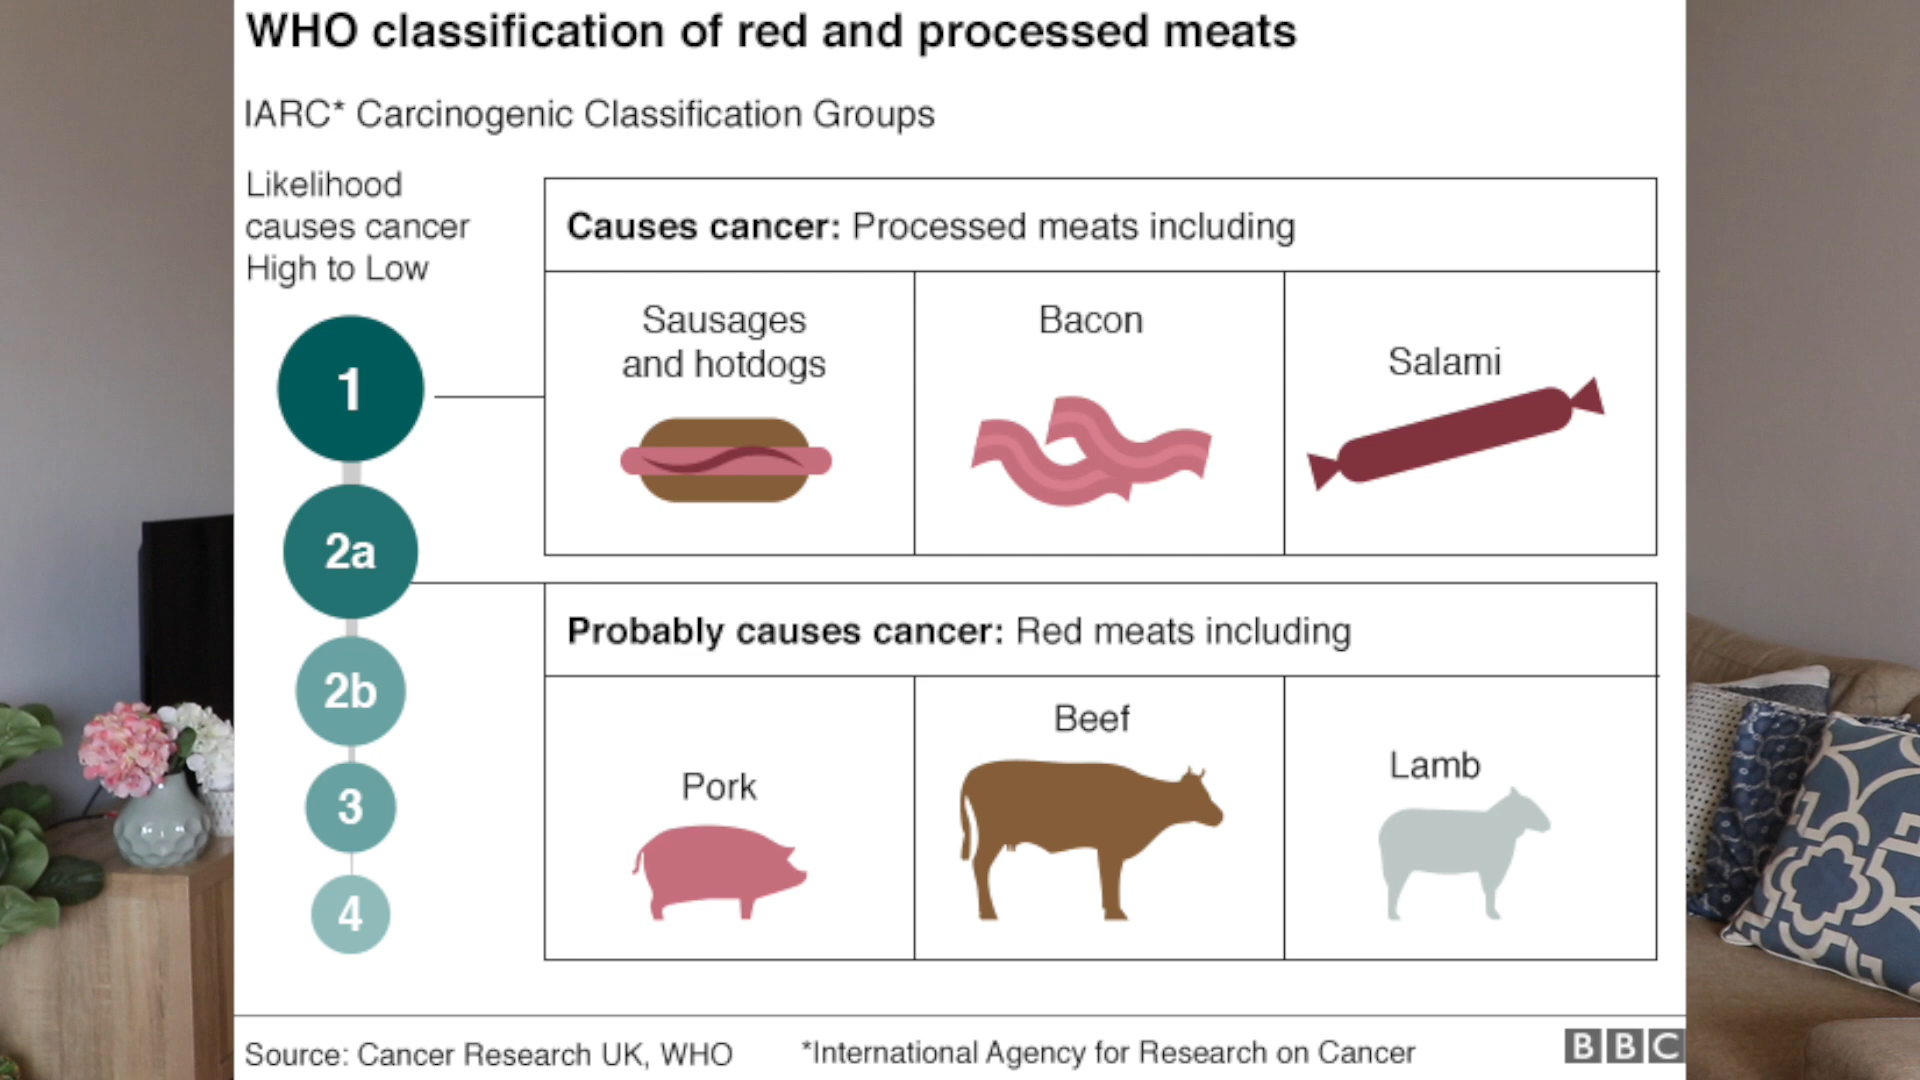 WHO classification of red and processed meats
IARC* Carcinogenic Classification Groups
Likelihood
causes cancer
High to Low
1
2a
2b
3
4
Causes cancer: Processed meats including
Sausages
and hotdogs
Bacon
Salami
Probably causes cancer: Red meats including
Pork
Beef
Lamb
Source: Cancer Research UK, WHO
*International Agency for Research on Cancer
BBC